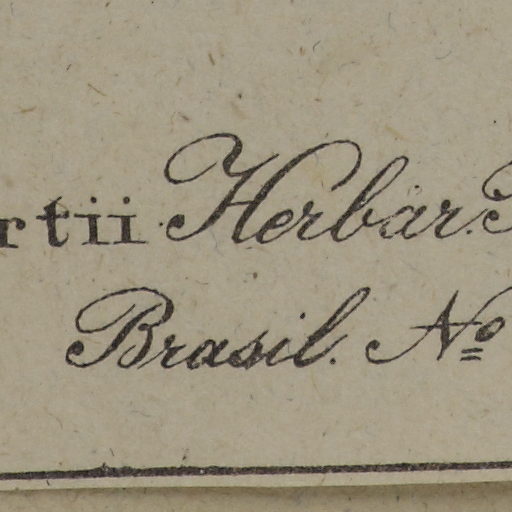 rtii Herbar.
Brasil. Nº